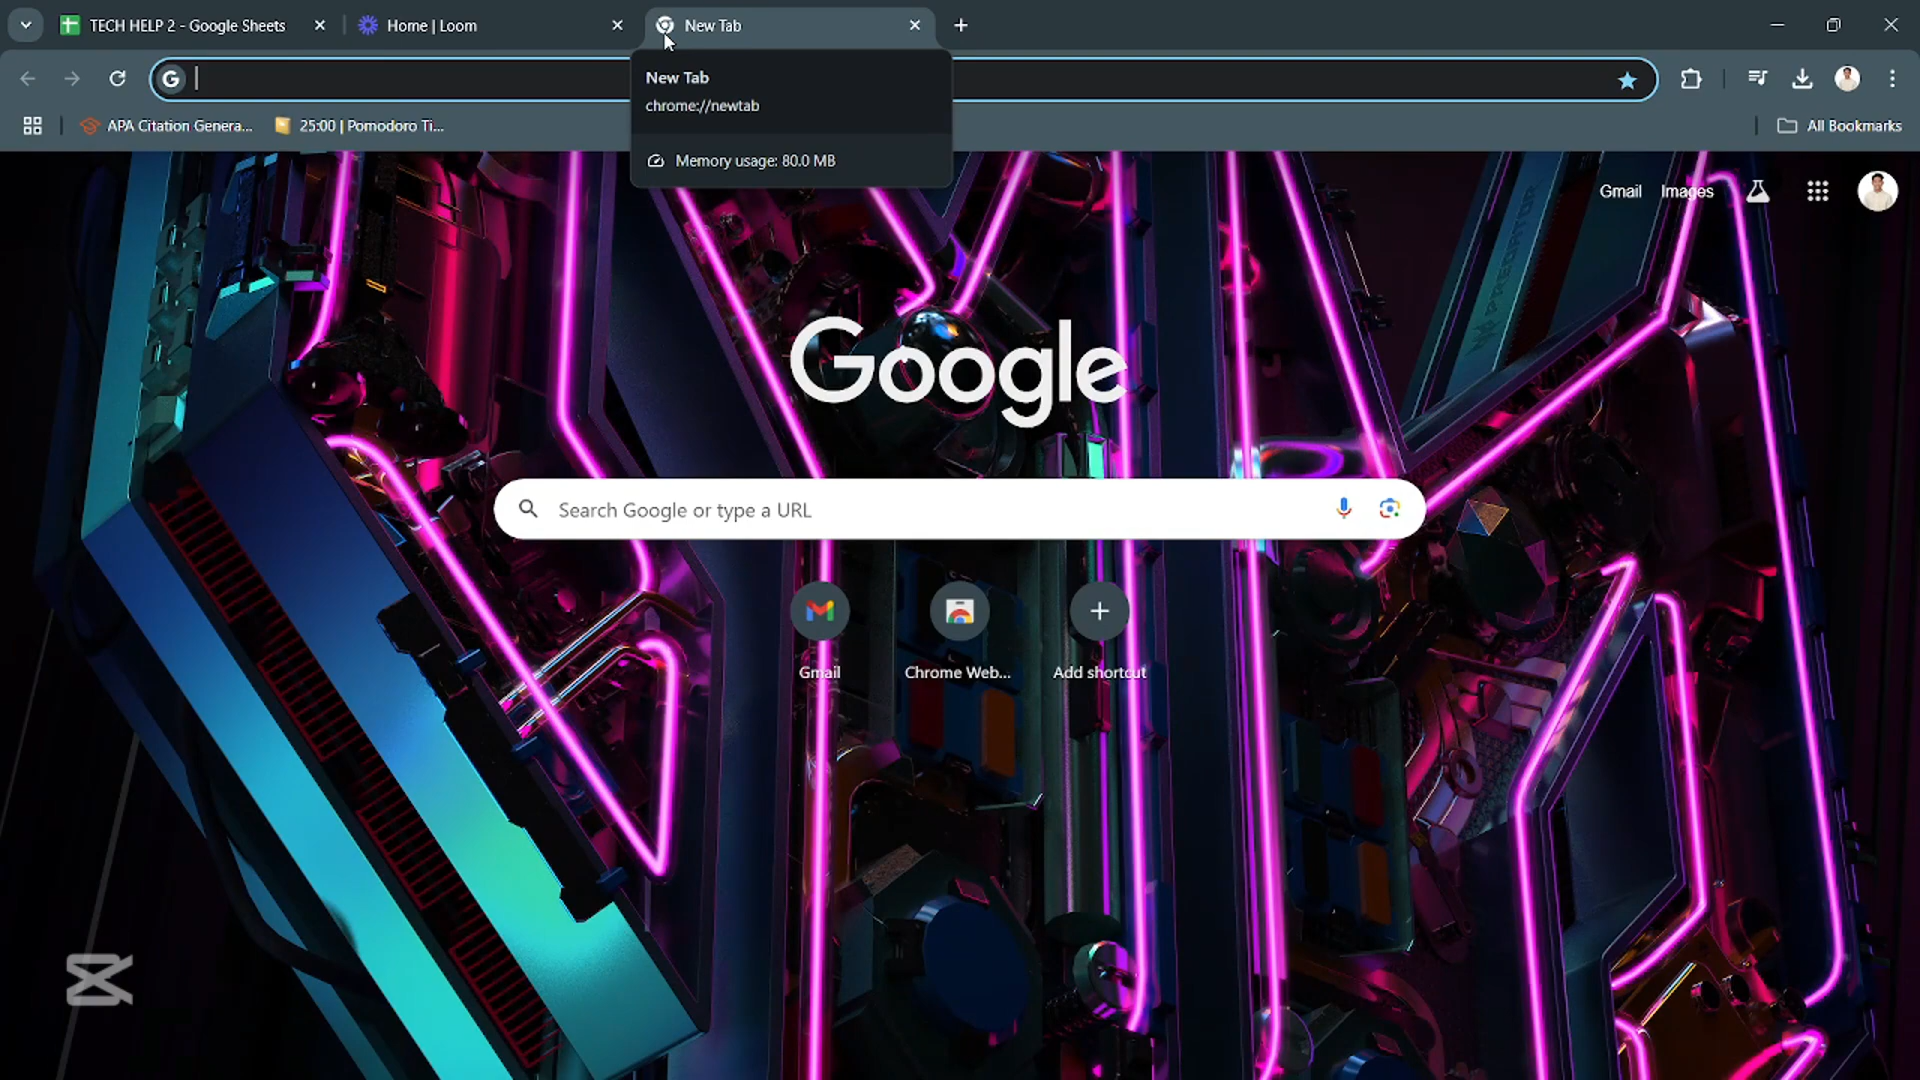 TECH HELP 2 - Google Sheets
Home | Loom
New Tab
New Tab
chrome://newtab
APA Citation Genera...
25:00 | Pomodoro Ti...
All Bookmarks
Memory usage: 80.0 MB
Gmail
Images
PREDATOR
Google
Search Google or type a URL
Gmail
Chrome Web...
Add shortcut